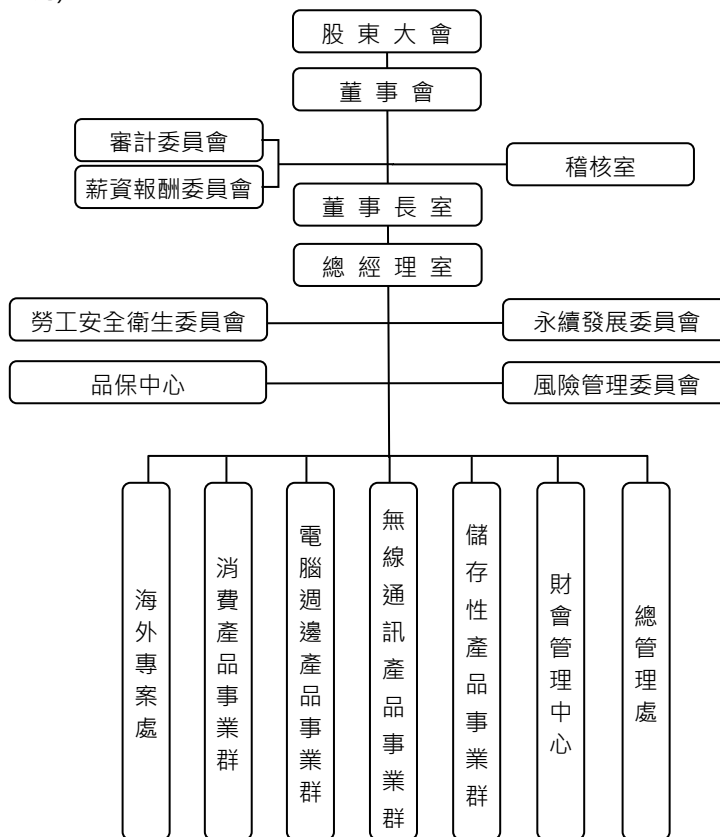 股東大會
董事會
審計委員會
稽核室
薪資報酬委員會
董事長室
總經理室
勞工安全衛生委員會
永續發展委員會
品保中心
風險管理委員會
海外專案處
消費產品事業群
電腦週邊產品事業群
無線通訊產品事業群
儲存性產品事業群
財會管理中心
總管理處